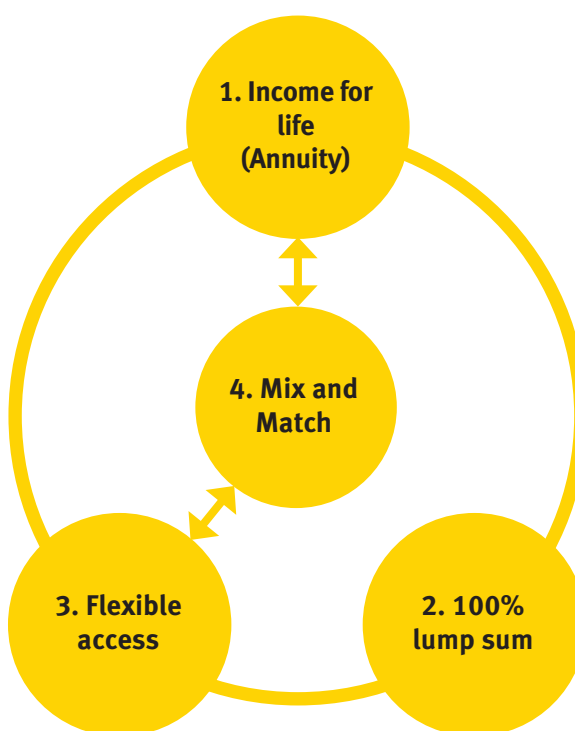 1. Income for
life
(Annuity)
4. Mix and
Match
3. Flexible
access
2. 100%
lump sum